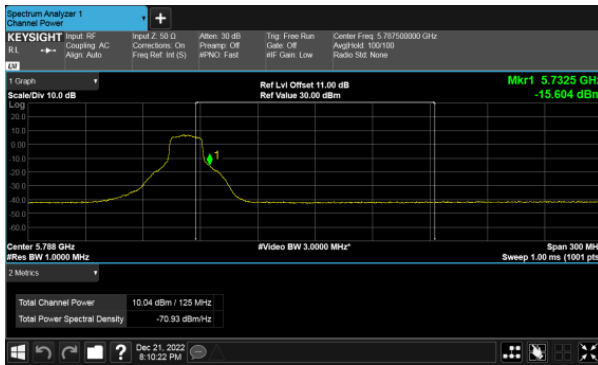 Spectrum Analyzer 1
Channel Power
+
KEYSIGHT Input: RF Input Z: 50 Ω Atten: 30 dB Trig: Free Run Center Freq: 5.787500000 GHz
RL Coupling: AC Corrections: On Preamp: Off Gate: Off Avg|Hold: 100/100
Align: Auto Freq Ref: Int (S) #PNO: Fast #IF Gain: Low Radio Std: None
1 Graph
Ref Lvl Offset 11.00 dB Mkr1 5.7325 GHz
Scale/Div 10.0 dB Ref Value 30.00 dBm -15.604 dBm
Log
20.0
10.0
0.00
-10.0
-20.0
-30.0
-40.0
-50.0
-60.0
1
Center 5.788 GHz #Video BW 3.0000 MHz* Span 300 MH
#Res BW 1.0000 MHz Sweep 1.00 ms (1001 pts
2 Metrics
Total Channel Power 10.04 dBm / 125 MHz
Total Power Spectral Density -70.93 dBm/Hz
? Dec 21, 2022
8:10:22 PM